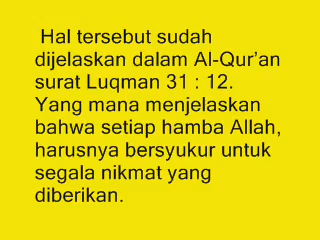 Hal tersebut sudah
dijelaskan dalam Al-Qur’an
surat Luqman 31 : 12.
Yang mana menjelaskan
bahwa setiap hamba Allah,
harusnya bersyukur untuk
segala nikmat yang
diberikan.